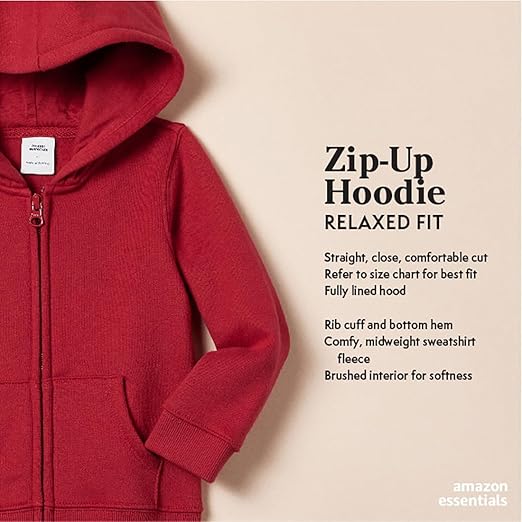 Zip-Up
Hoodie
RELAXED FIT
Straight, close, comfortable cut
Refer to size chart for best fit
Fully lined hood
Rib cuff and bottom hem
Comfy, midweight sweatshirt
fleece
Brushed interior for softness
amazon
essentials